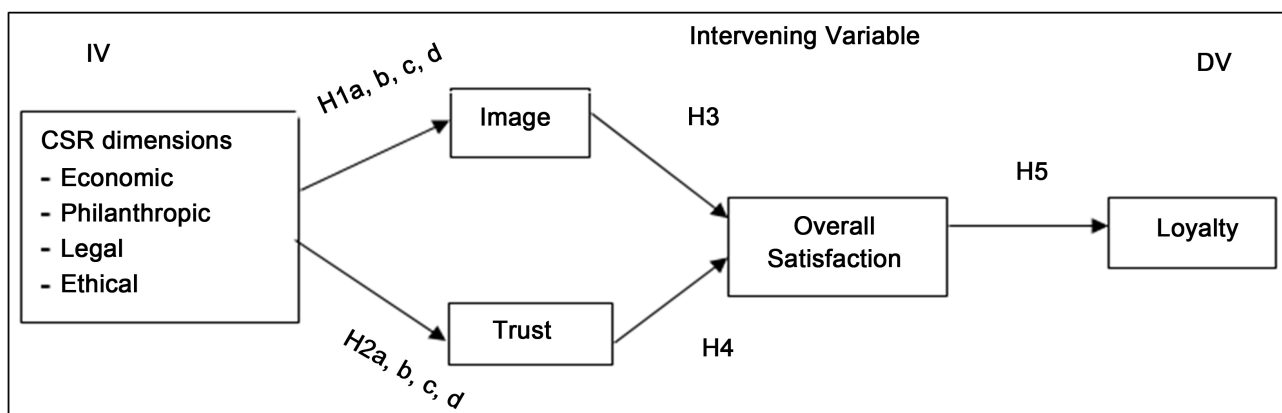 IV
Intervening Variable
DV
H1a, b, c, d
CSR dimensions
- Economic
- Philanthropic
- Legal
- Ethical
Image
H3
Overall
Satisfaction
H5
Loyalty
H2a, b, c, d
Trust
H4